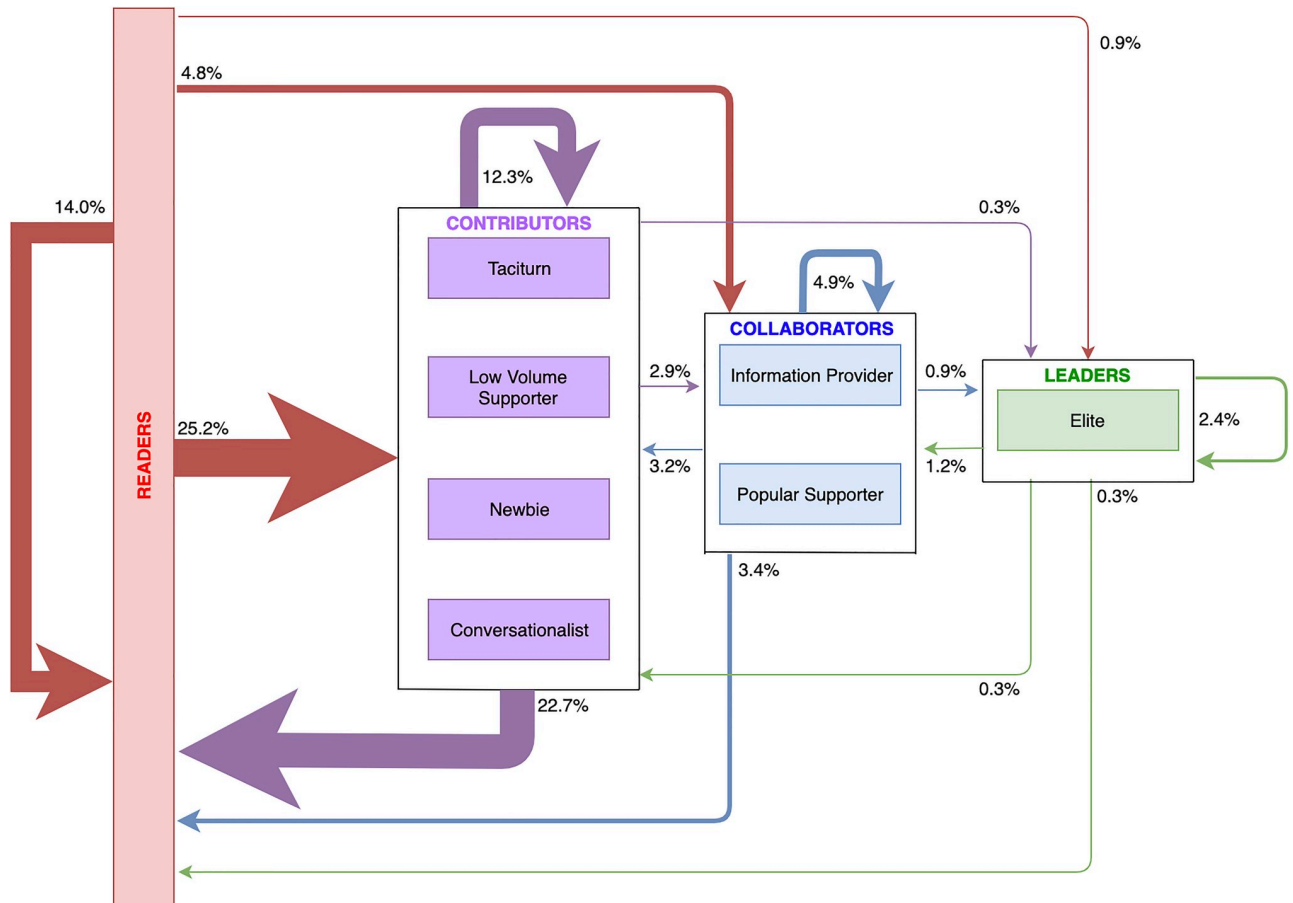 0.9%
4.8%
12.3%
14.0%
0.3%
CONTRIBUTORS
Taciturn
4.9%
COLLABORATORS
Information Provider
2.9%
0.9%
LEADERS
Elite
2.4%
Low Volume
Supporter
25.2%
READERS
3.2%
1.2%
Popular Supporter
0.3%
Newbie
3.4%
Conversationalist
0.3%
22.7%